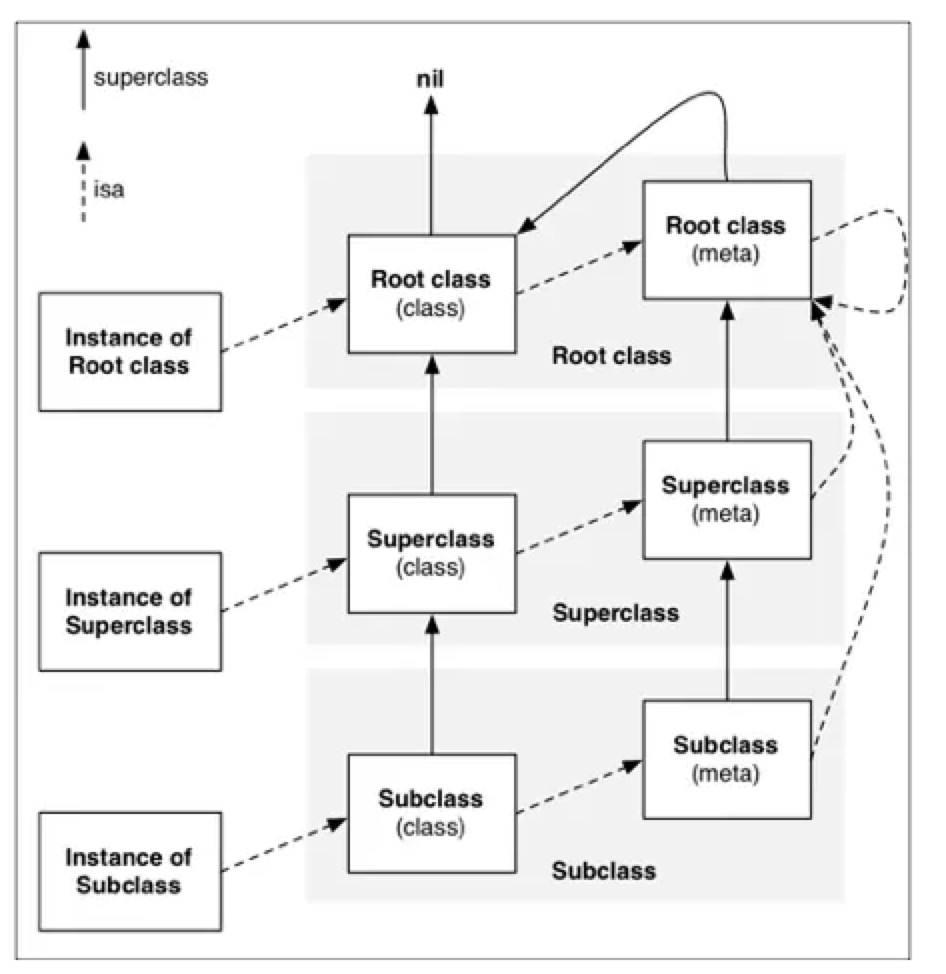 superclass
isa
nil
Root class
(meta)
Root class
(class)
Instance of
Root class
Root class
Superclass
(meta)
Superclass
(class)
Instance of
Superclass
Superclass
Subclass
(meta)
Subclass
(class)
Instance of
Subclass
Subclass